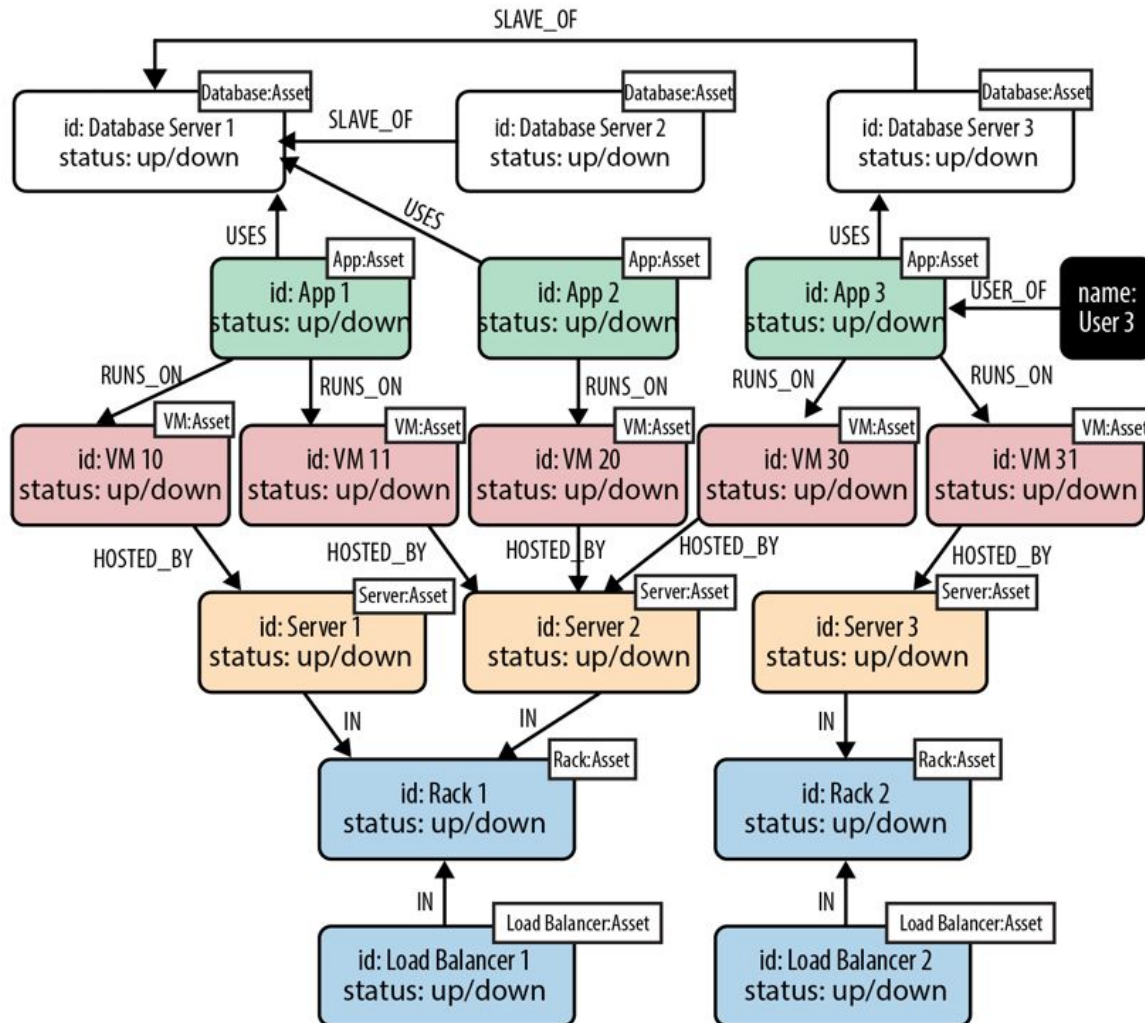 SLAVE_OF
Database:Asset
id: Database Server 1
status: up/down
SLAVE_OF
Database:Asset
id: Database Server 2
status: up/down
Database:Asset
id: Database Server 3
status: up/down
USES
USES
USES
App:Asset
id: App 1
status: up/down
App:Asset
id: App 2
status: up/down
App:Asset
id: App 3
status: up/down
USER_OF
name:
User 3
RUNS_ON
RUNS_ON
RUNS_ON
RUNS_ON
RUNS_ON
VM:Asset
id: VM 10
status: up/down
VM:Asset
id: VM 11
status: up/down
VM:Asset
id: VM 20
status: up/down
VM:Asset
id: VM 30
status: up/down
VM:Asset
id: VM 31
status: up/down
HOSTED_BY
HOSTED_BY
HOSTED_BY
HOSTED_BY
HOSTED_BY
Server:Asset
id: Server 1
status: up/down
Server:Asset
id: Server 2
status: up/down
Server:Asset
id: Server 3
status: up/down
IN
IN
IN
Rack:Asset
id: Rack 1
status: up/down
Rack:Asset
id: Rack 2
status: up/down
IN
IN
Load Balancer:Asset
id: Load Balancer 1
status: up/down
Load Balancer:Asset
id: Load Balancer 2
status: up/down